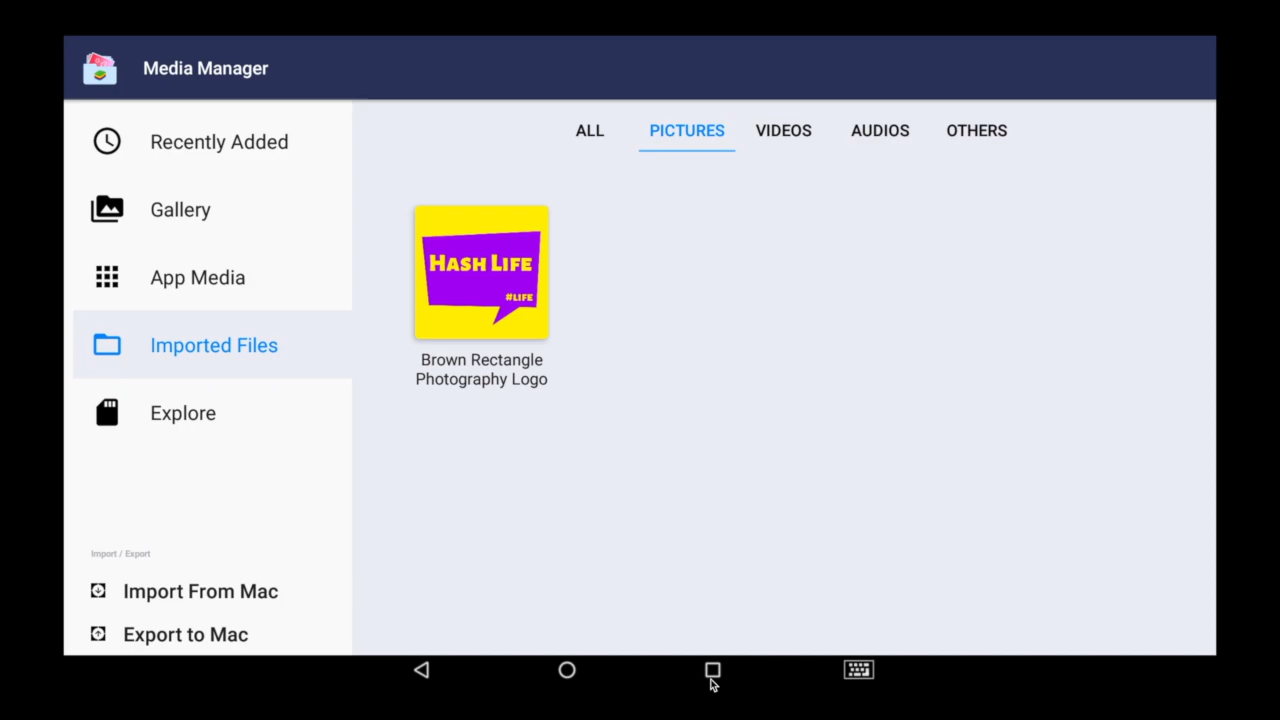 Media Manager
Recently Added
Gallery
App Media
Imported Files
Explore
Import / Export
Import From Mac
Export to Mac
ALL PICTURES VIDEOS AUDIOS OTHERS
HASH LIFE
#LIFE
Brown Rectangle
Photography Logo